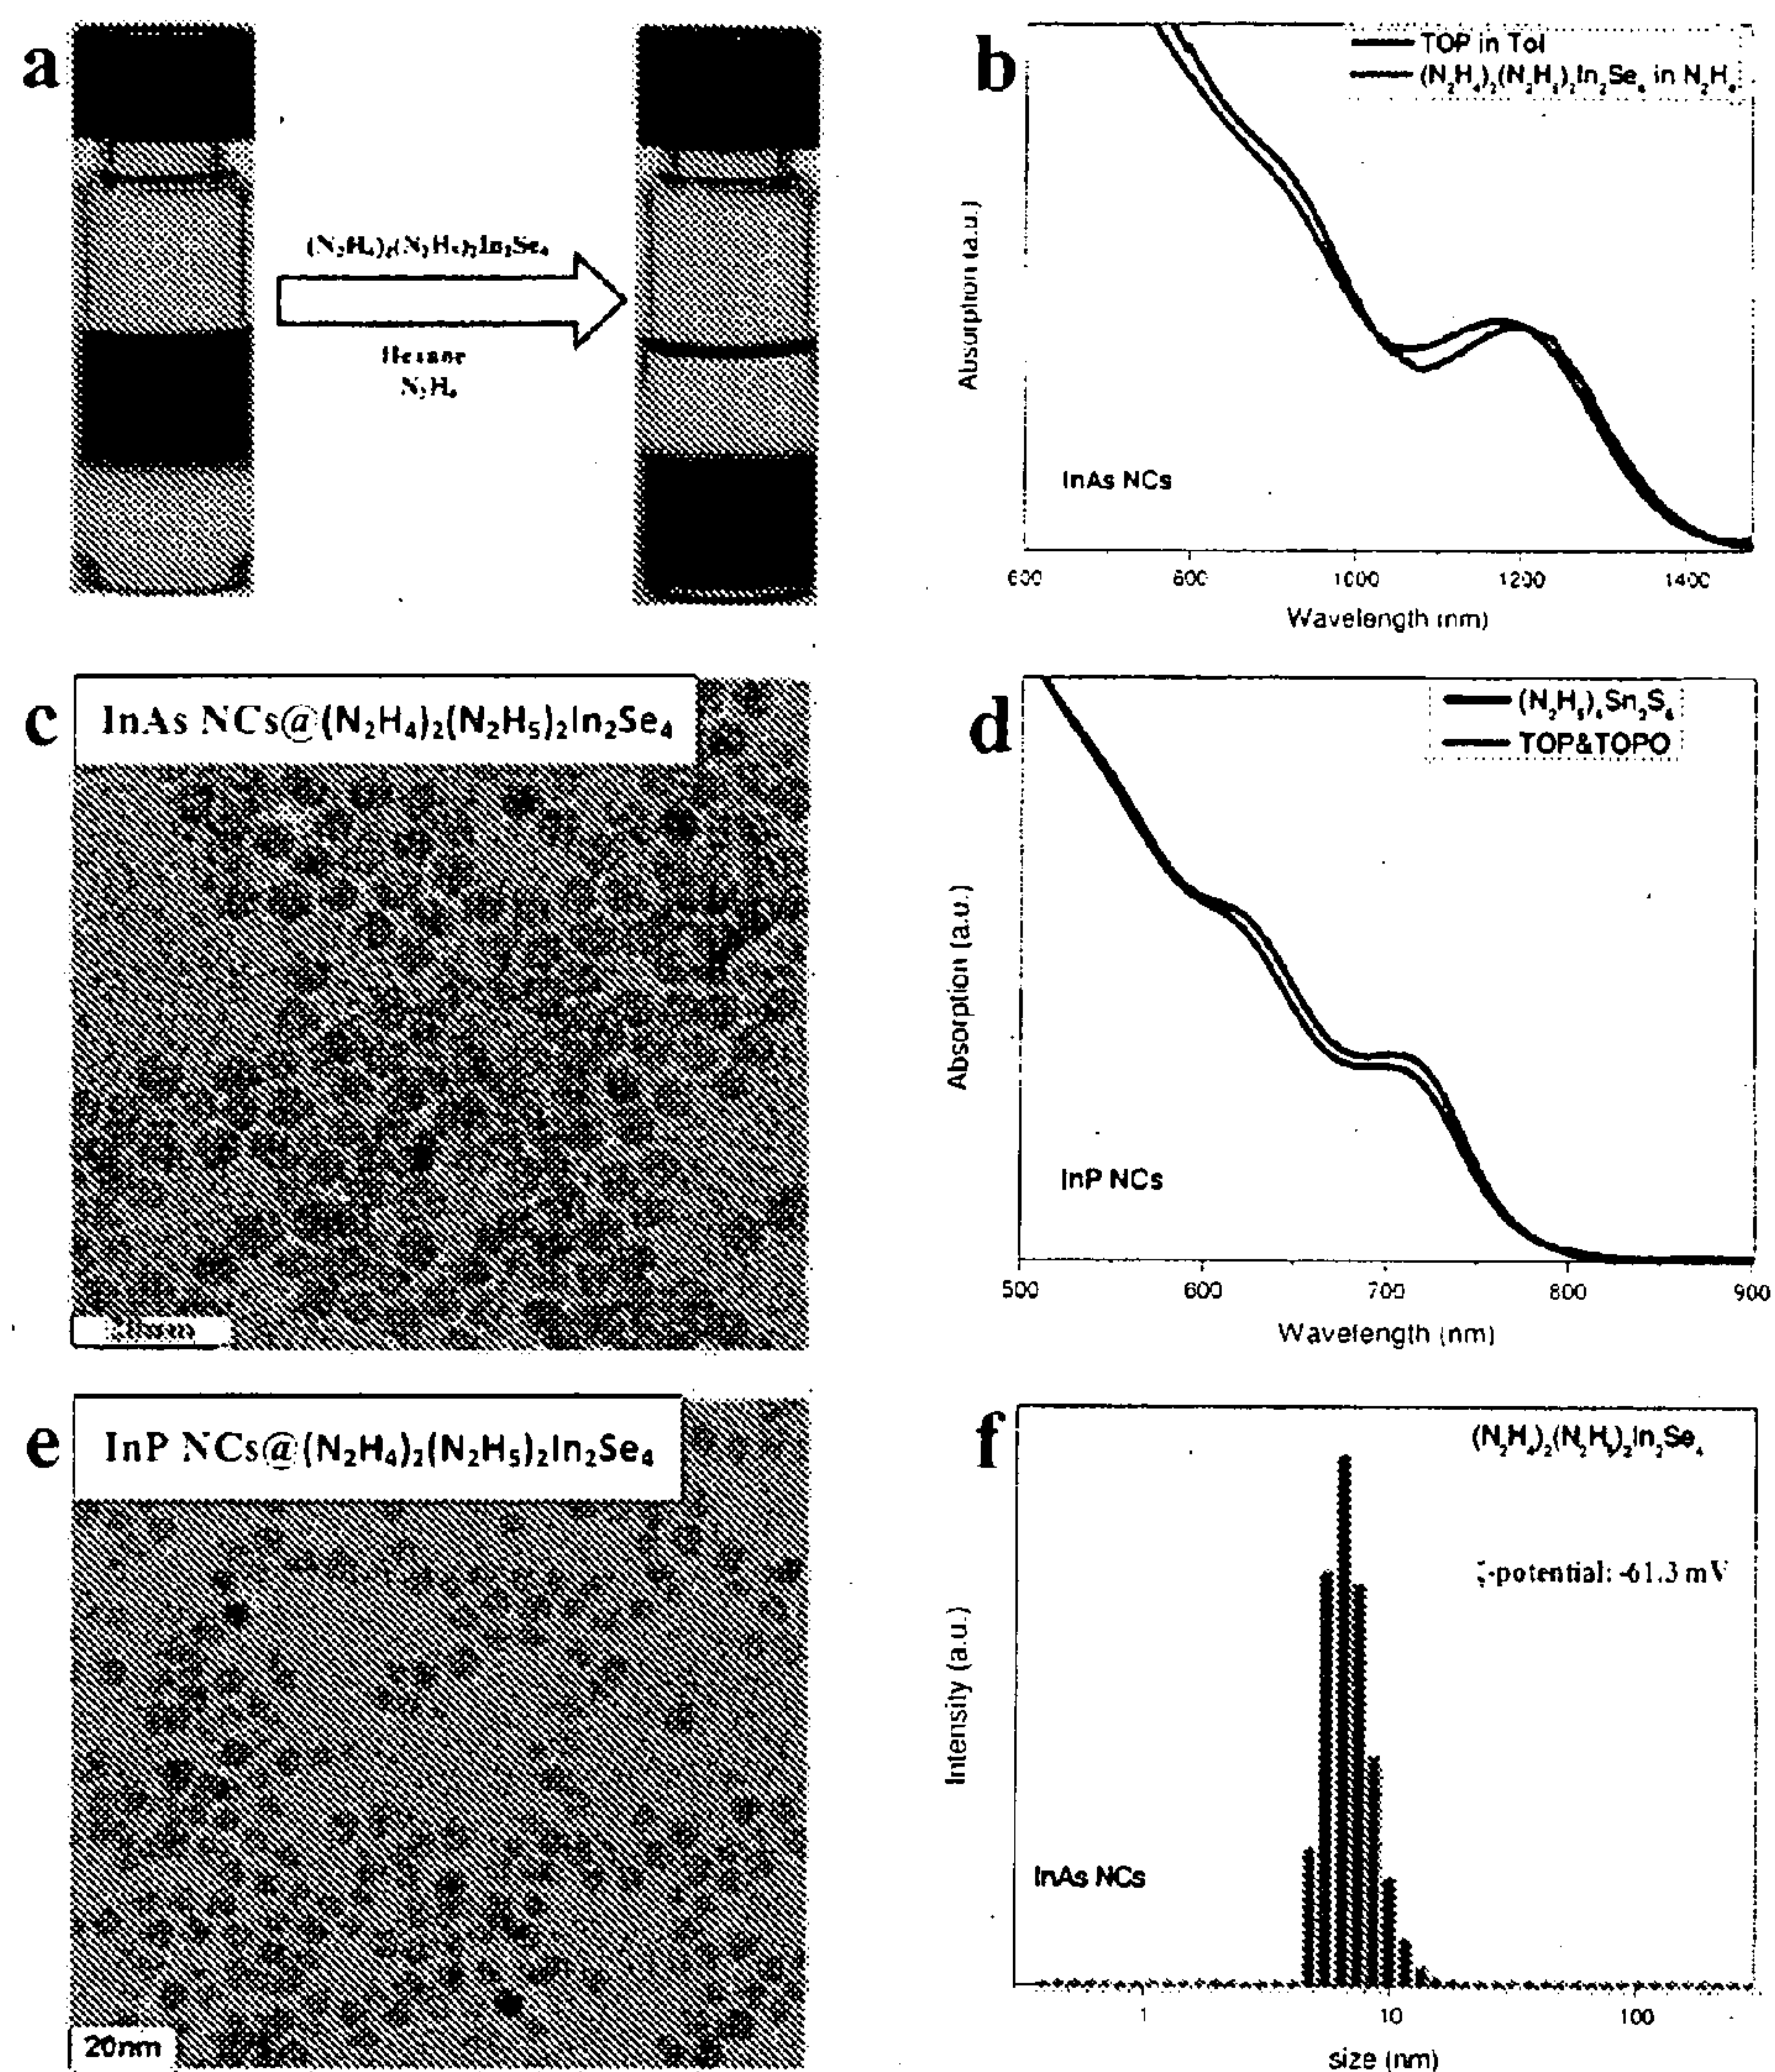 a
(N₂H₄)₂(N₂H₅)₂In₂Se₄
Hexane
N₂H₄
b
TOP in Tol
(N₂H₄)₂(N₂H₅)₂In₂Se₄ in N₂H₄
Absorption (a.u.)
InAs NCs
600 800 1000 1200 1400
Wavelength (nm)
c
InAs NCs@(N₂H₄)₂(N₂H₅)₂In₂Se₄
d
(N₂H₅)₄Sn₂S₆
TOP&TOPO
Absorption (a.u.)
InP NCs
500 600 700 800 900
Wavelength (nm)
e
InP NCs@(N₂H₄)₂(N₂H₅)₂In₂Se₄
20nm
f
(N₂H₄)₂(N₂H₅)₂In₂Se₄
ζ-potential: -61.3 mV
Intensity (a.u.)
InAs NCs
1 10 100
size (nm)